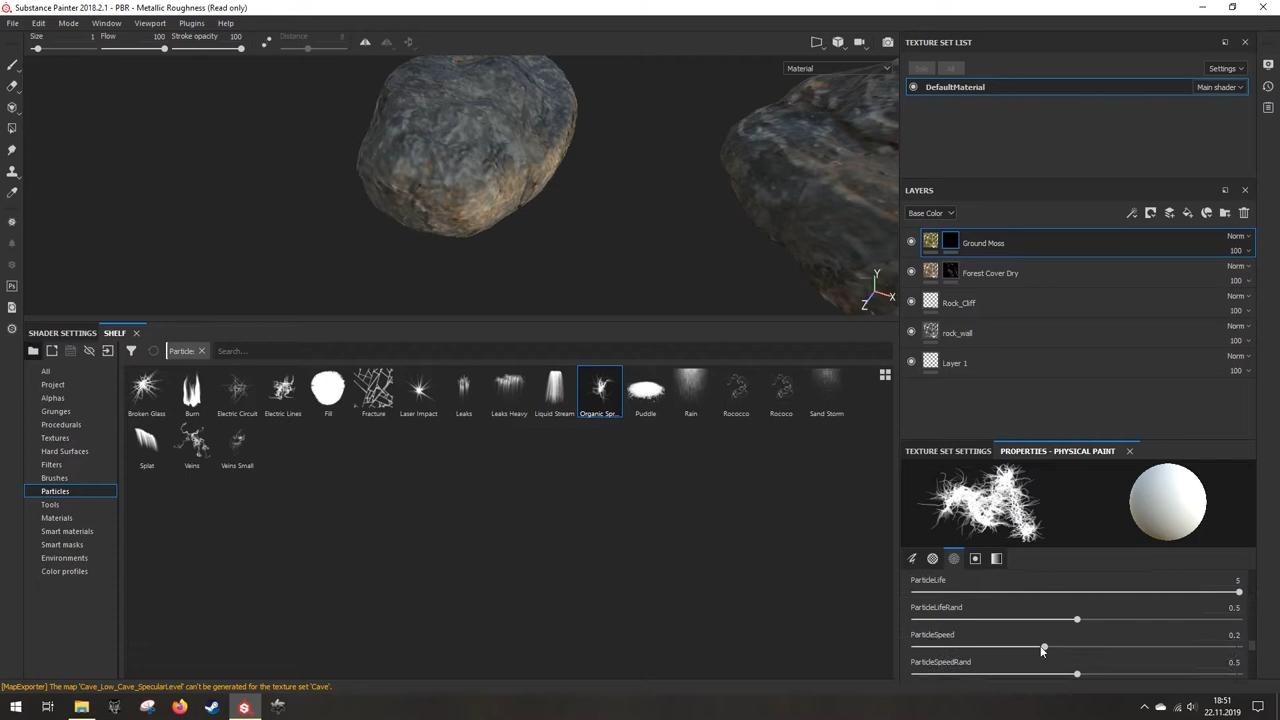 Substance Painter 2018.2.1 - PBR - Metallic Roughness (Read only)
File Edit Mode Window Viewport Plugins Help
Size 1 Flow 100 Stroke opacity 100 Distance 8
Material
TEXTURE SET LIST
Solo All Settings
DefaultMaterial Main shader
LAYERS
Base Color
Ground Moss Norm 100
Forest Cover Dry Norm 100
Rock_Cliff Norm 100
rock_wall Norm 100
Layer 1 Norm 100
Y
X
Z
SHADER SETTINGS SHELF
Particle: Search...
All
Project
Alphas
Grunges
Procedurals
Textures
Hard Surfaces
Filters
Brushes
Particles
Tools
Materials
Smart materials
Smart masks
Environments
Color profiles
Broken Glass Burn Electric Circuit Electric Lines Fill Fracture Laser Impact Leaks Leaks Heavy Liquid Stream Organic Spr... Puddle Rain Rococco Rococo Sand Storm
Splat Veins Veins Small
TEXTURE SET SETTINGS PROPERTIES - PHYSICAL PAINT
ParticleLife 5
ParticleLifeRand 0.5
ParticleSpeed 0.2
ParticleSpeedRand 0.5
[MapExporter] The map 'Cave_Low_Cave_SpecularLevel' can't be generated for the texture set 'Cave'.
18:51
22.11.2019